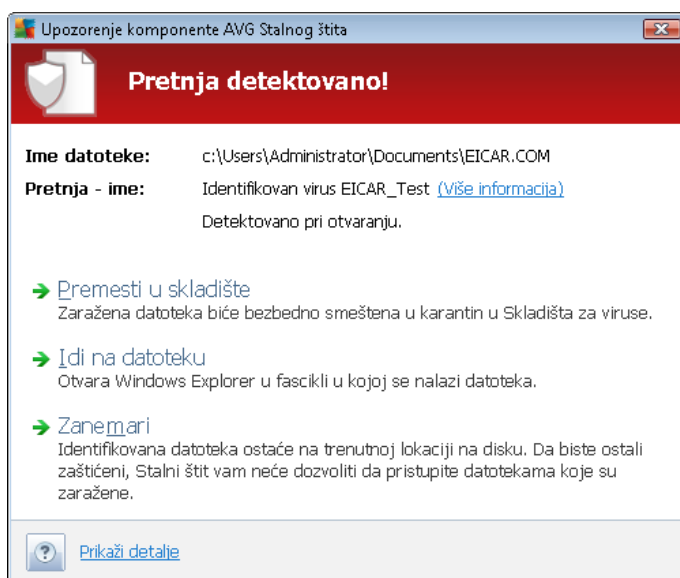 Upozorenje komponente AVG Stalnog štita
Pretnja detektovano!
Ime datoteke: c:\Users\Administrator\Documents\EICAR.COM
Pretnja - ime: Identifikovan virus EICAR_Test (Više informacija)
Detektovano pri otvaranju.
Premesti u skladište
Zaražena datoteka biće bezbedno smeštena u karantin u Skladišta za viruse.
Idi na datoteku
Otvara Windows Explorer u fascikli u kojoj se nalazi datoteka.
Zanemari
Identifikovana datoteka ostaće na trenutnoj lokaciji na disku. Da biste ostali
zaštićeni, Stalni štit vam neće dozvoliti da pristupite datotekama koje su
zaražene.
? Prikaži detalje